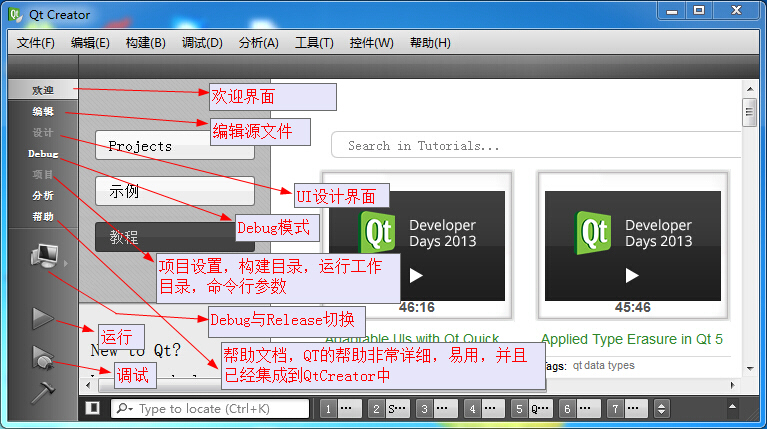 Qt Creator
文件(F) 编辑(E) 构建(B) 调试(D) 分析(A) 工具(T) 控件(W) 帮助(H)
欢迎
编辑
设计
Debug
项目
分析
帮助
欢迎界面
编辑源文件
UI设计界面
Debug模式
项目设置，构建目录，运行工作
目录，命令行参数
Debug与Release切换
运行
调试
帮助文档，QT的帮助非常详细，易用，并且
已经集成到QtCreator中
Projects
示例
教程
New to Qt?
Search in Tutorials...
Qt Developer
Days 2013
46:16
Adaptable UIs with Qt Quick
Qt Developer
Days 2013
45:46
Applied Type Erasure in Qt 5
Tags: qt data types
Type to locate (Ctrl+K)
1 ... 2 S... 3 ... 4 ... 5 Q... 6 ... 7 ...